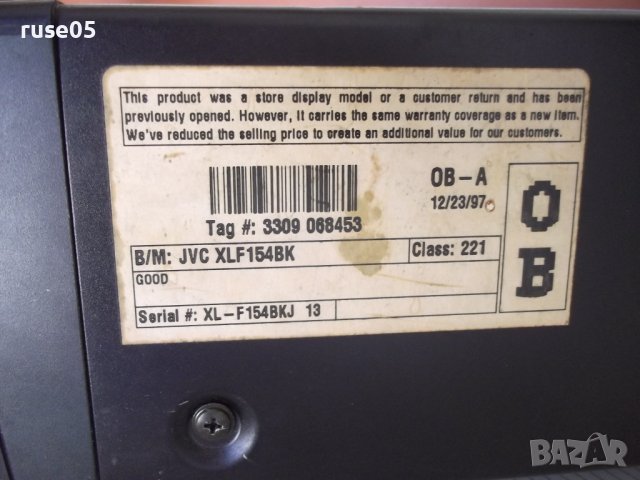 ruse05
This product was a store display model or a customer return and has been
previously opened. However, it carries the same warranty coverage as a new item.
We've reduced the selling price to create an additional value for our customers.
OB-A
12/23/97
Tag #: 3309 068453
O
B
B/M: JVC XLF154BK
Class: 221
GOOD
Serial #: XL-F154BKJ 13
BAZAR